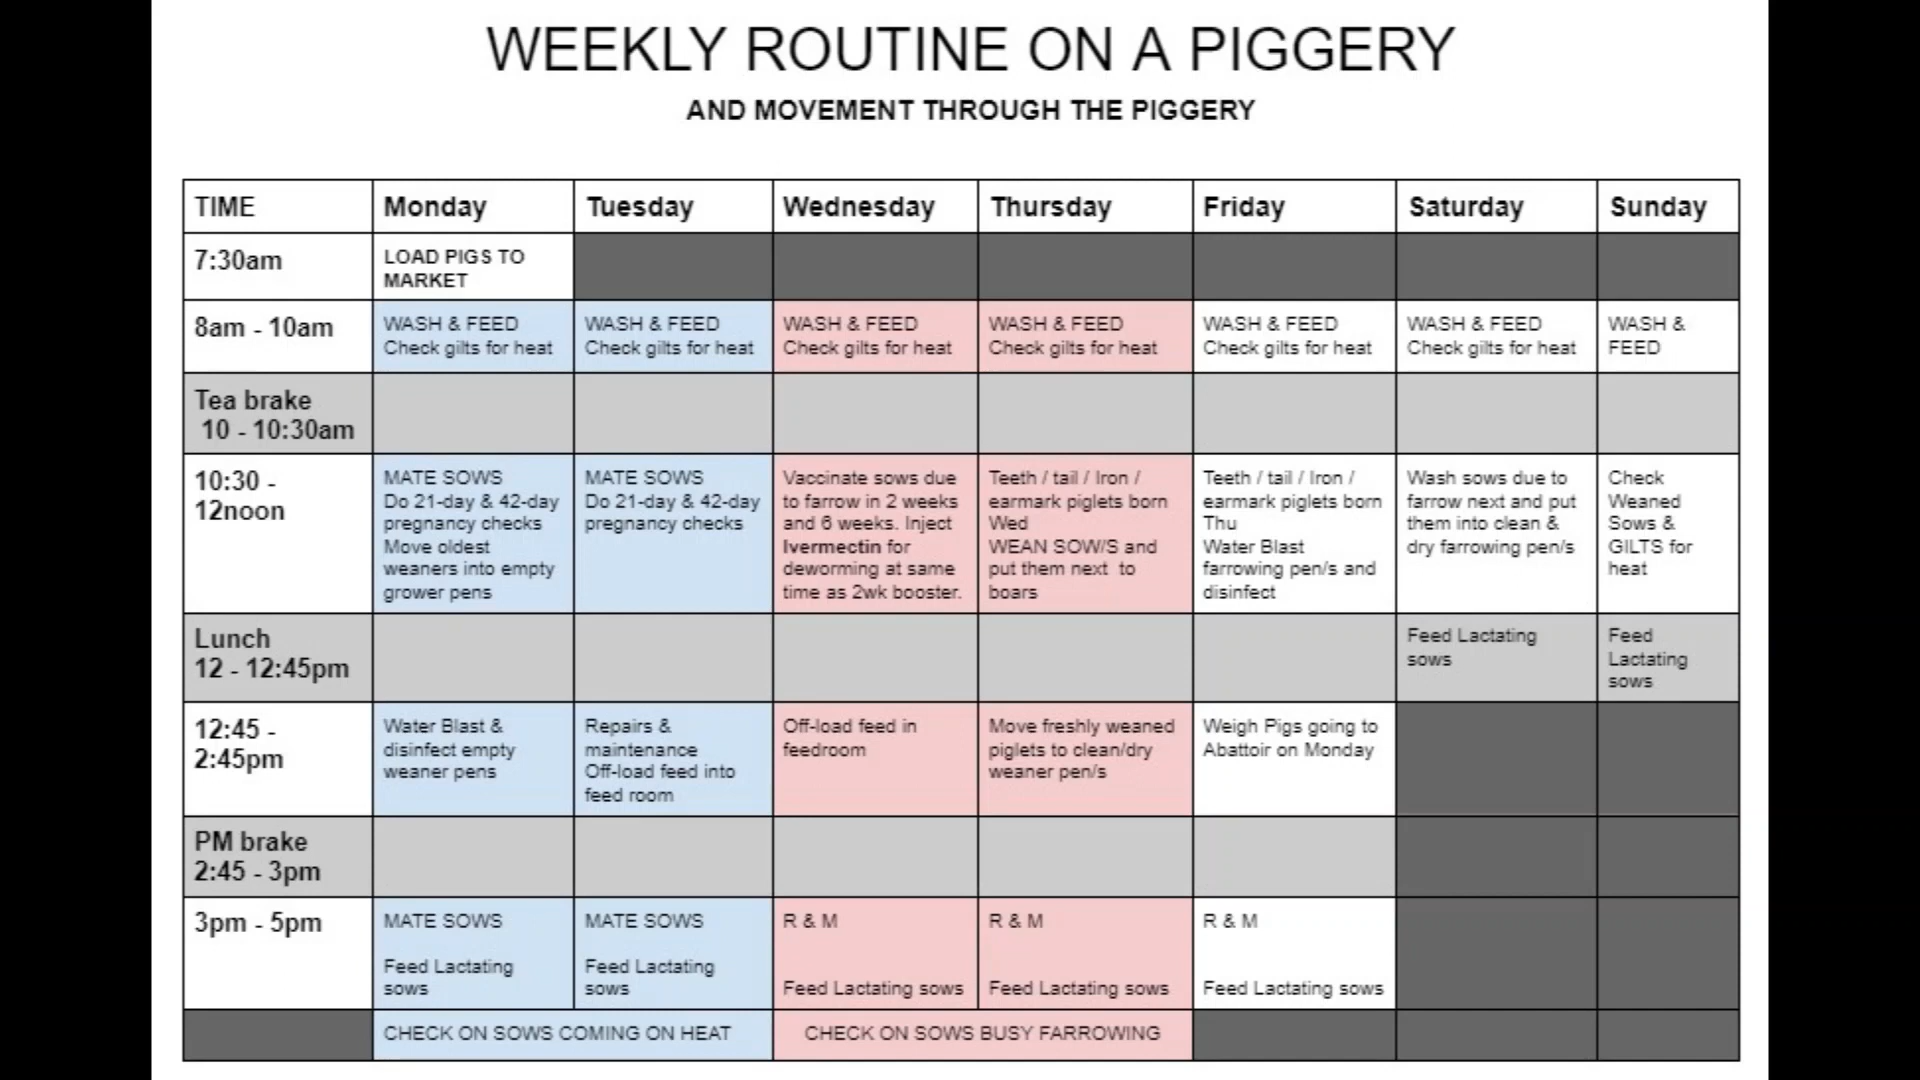 WEEKLY ROUTINE ON A PIGGERY
AND MOVEMENT THROUGH THE PIGGERY
TIME
Monday
Tuesday
Wednesday
Thursday
Friday
Saturday
Sunday
7:30am
LOAD PIGS TO
MARKET
8am - 10am
WASH & FEED
Check gilts for heat
WASH & FEED
Check gilts for heat
WASH & FEED
Check gilts for heat
WASH & FEED
Check gilts for heat
WASH & FEED
Check gilts for heat
WASH & FEED
Check gilts for heat
WASH &
FEED
Tea brake
10 - 10:30am
10:30 -
12noon
MATE SOWS
Do 21-day & 42-day
pregnancy checks
Move oldest
weaners into empty
grower pens
MATE SOWS
Do 21-day & 42-day
pregnancy checks
Vaccinate sows due
to farrow in 2 weeks
and 6 weeks. Inject
Ivermectin for
deworming at same
time as 2wk booster.
Teeth / tail / Iron /
earmark piglets born
Wed
WEAN SOW/S and
put them next to
boars
Teeth / tail / Iron /
earmark piglets born
Thu
Water Blast
farrowing pen/s and
disinfect
Wash sows due to
farrow next and put
them into clean &
dry farrowing pen/s
Check
Weaned
Sows &
GILTS for
heat
Lunch
12 - 12:45pm
Feed Lactating
sows
Feed
Lactating
sows
12:45 -
2:45pm
Water Blast &
disinfect empty
weaner pens
Repairs &
maintenance
Off-load feed into
feed room
Off-load feed in
feedroom
Move freshly weaned
piglets to clean/dry
weaner pen/s
Weigh Pigs going to
Abattoir on Monday
PM brake
2:45 - 3pm
3pm - 5pm
MATE SOWS
Feed Lactating
sows
MATE SOWS
Feed Lactating
sows
R & M
Feed Lactating sows
R & M
Feed Lactating sows
R & M
Feed Lactating sows
CHECK ON SOWS COMING ON HEAT
CHECK ON SOWS BUSY FARROWING